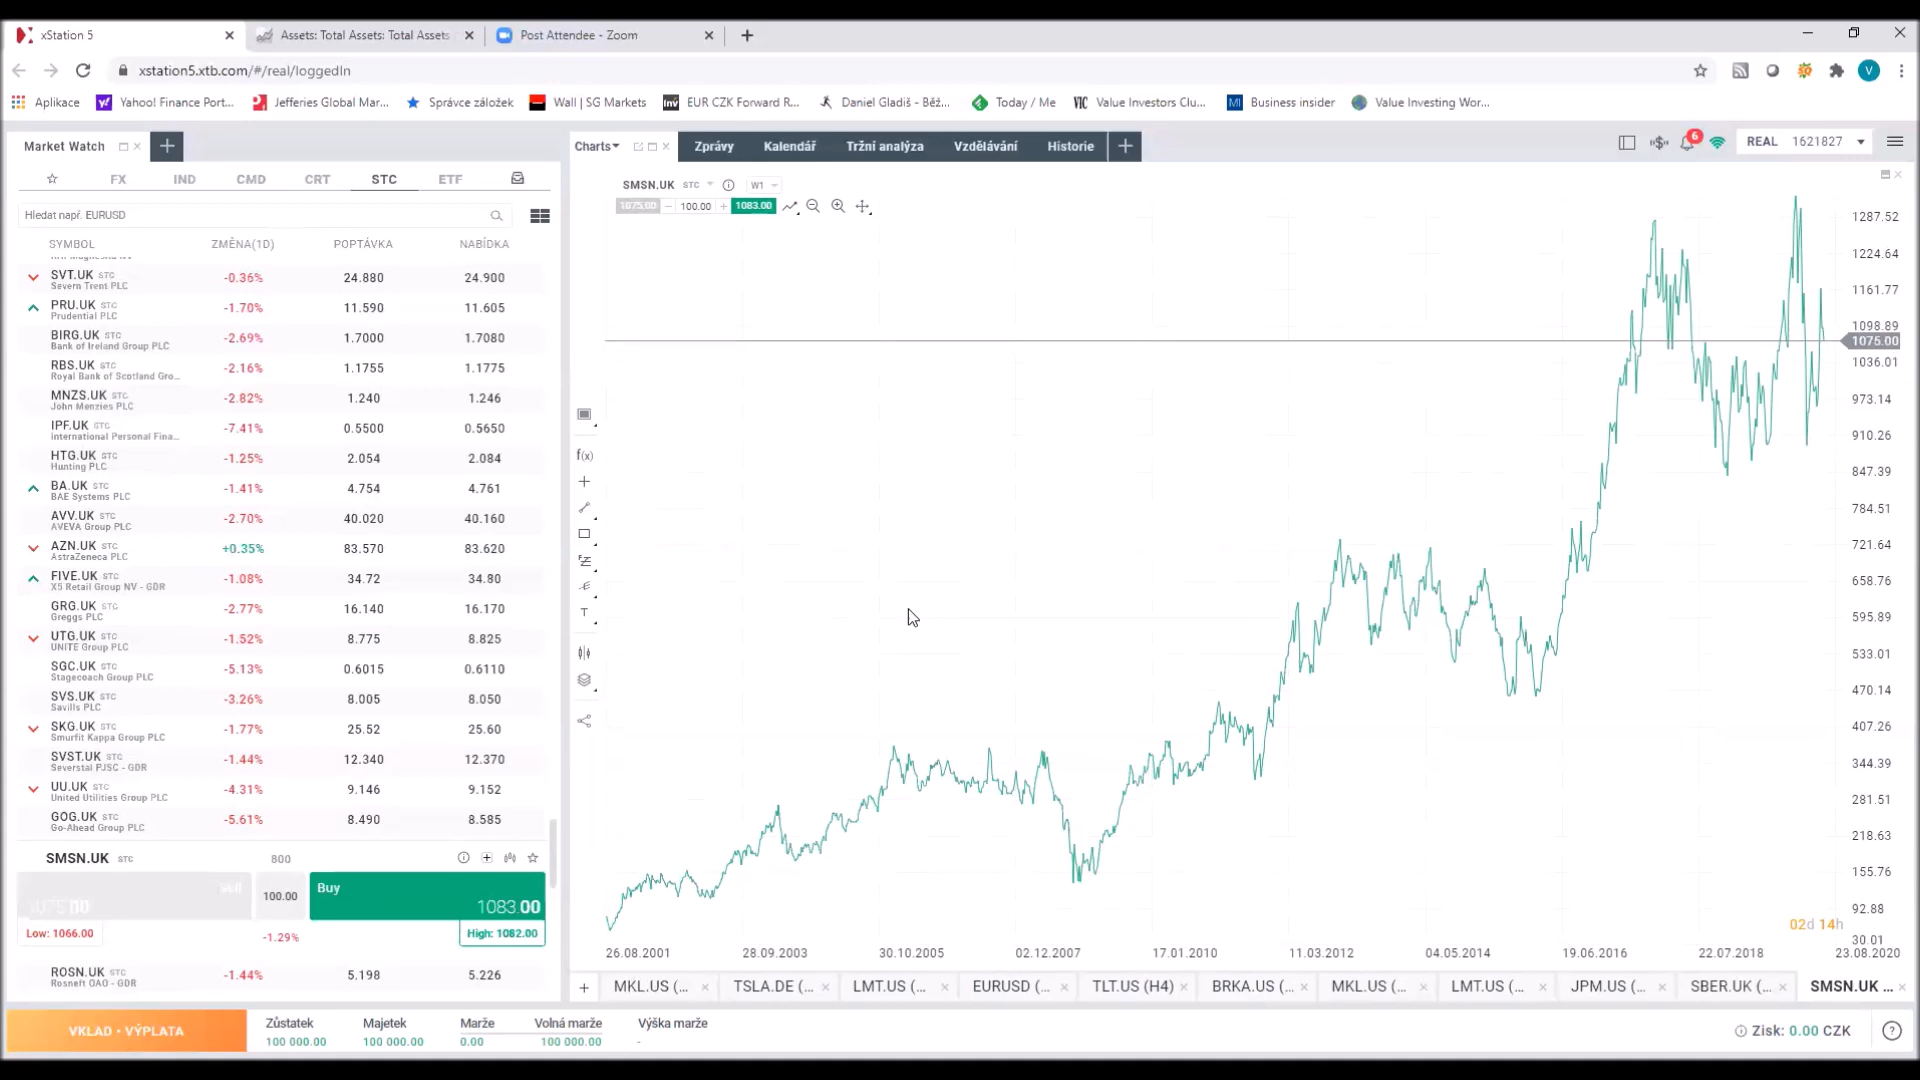 xStation 5
Assets: Total Assets: Total Assets
Post Attendee - Zoom
xstation5.xtb.com/#/real/loggedIn
Aplikace
Yahoo! Finance Port...
Jefferies Global Mar...
Správce záložek
Wall | SG Markets
EUR CZK Forward R...
Daniel Gladiš - Běž...
Today / Me
Value Investors Clu...
Business insider
Value Investing Wor...
Market Watch
Charts
Zprávy
Kalendář
Tržní analýza
Vzdělávání
Historie
6
REAL 1621827
FX IND CMD CRT STC ETF
Hledat např. EURUSD
SYMBOL ZMĚNA(1D) POPTÁVKA NABÍDKA
SVT.UK STC -0.36% 24.880 24.900
Severn Trent PLC
PRU.UK STC -1.70% 11.590 11.605
Prudential PLC
BIRG.UK STC -2.69% 1.7000 1.7080
Bank of Ireland Group PLC
RBS.UK STC -2.16% 1.1755 1.1775
Royal Bank of Scotland Gro...
MNZS.UK STC -2.82% 1.240 1.246
John Menzies PLC
IPF.UK STC -7.41% 0.5500 0.5650
International Personal Fina...
HTG.UK STC -1.25% 2.054 2.084
Hunting PLC
BA.UK STC -1.41% 4.754 4.761
BAE Systems PLC
AVV.UK STC -2.70% 40.020 40.160
AVEVA Group PLC
AZN.UK STC +0.35% 83.570 83.620
AstraZeneca PLC
FIVE.UK STC -1.08% 34.72 34.80
X5 Retail Group NV - GDR
GRG.UK STC -2.77% 16.140 16.170
Greggs PLC
UTG.UK STC -1.52% 8.775 8.825
UNITE Group PLC
SGC.UK STC -5.13% 0.6015 0.6110
Stagecoach Group PLC
SVS.UK STC -3.26% 8.005 8.050
Savills PLC
SKG.UK STC -1.77% 25.52 25.60
Smurfit Kappa Group PLC
SVST.UK STC -1.44% 12.340 12.370
Severstal PJSC - GDR
UU.UK STC -4.31% 9.146 9.152
United Utilities Group PLC
GOG.UK STC -5.61% 8.490 8.585
Go-Ahead Group PLC
SMSN.UK STC 800
Sell
1075.00
100.00
Buy
1083.00
Low: 1066.00
-1.29%
High: 1082.00
ROSN.UK STC -1.44% 5.198 5.226
Rosneft OAO - GDR
SMSN.UK STC W1
1075.00 100.00 1083.00
f(x)
T
1287.52
1224.64
1161.77
1098.89
1075.00
1036.01
973.14
910.26
847.39
784.51
721.64
658.76
595.89
533.01
470.14
407.26
344.39
281.51
218.63
155.76
92.88
30.01
02d 14h
26.08.2001 28.09.2003 30.10.2005 02.12.2007 17.01.2010 11.03.2012 04.05.2014 19.06.2016 22.07.2018 23.08.2020
MKL.US (... TSLA.DE (... LMT.US (... EURUSD (... TLT.US (H4) BRKA.US (... MKL.US (... LMT.US (... JPM.US (... SBER.UK (... SMSN.UK ...
VKLAD • VÝPLATA
Zůstatek
100 000.00
Majetek
100 000.00
Marže
0.00
Volná marže
100 000.00
Výška marže
-
Zisk: 0.00 CZK